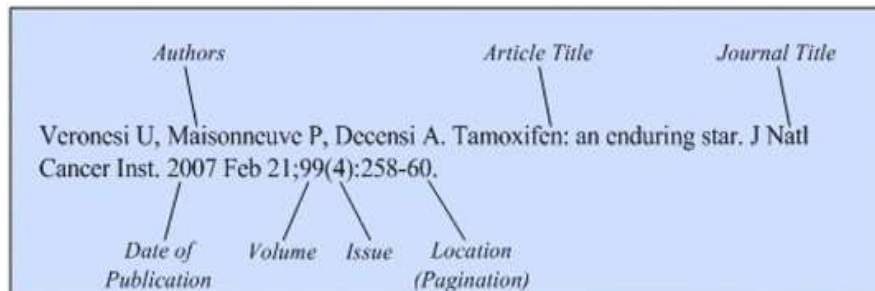 Authors Article Title Journal Title
Veronesi U, Maisonneuve P, Decensi A. Tamoxifen: an enduring star. J Natl
Cancer Inst. 2007 Feb 21;99(4):258-60.
Date of Volume Issue Location
Publication (Pagination)